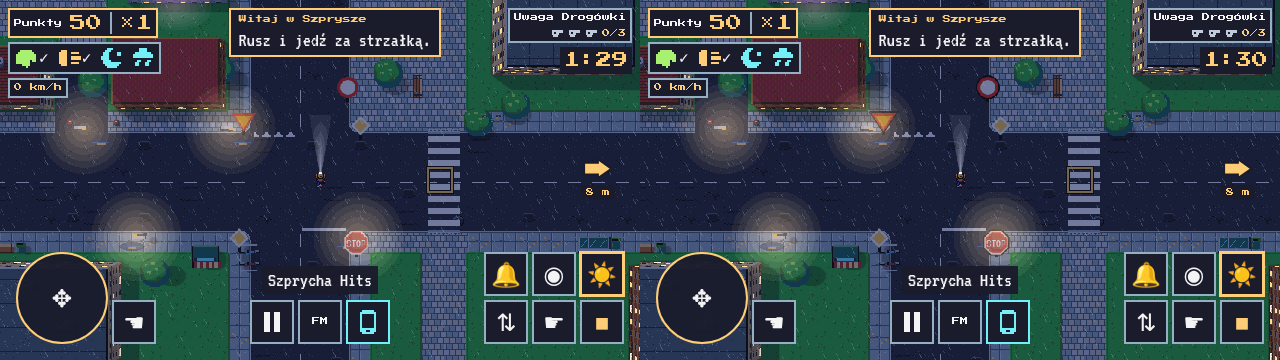 Punkty 50 ×1
0 km/h
Witaj w Szprysze
Rusz i jedź za strzałką.
Uwaga Drogówki
0/3
1:29
8 m
STOP
Szprycha Hits
FM
Punkty 50 ×1
0 km/h
Witaj w Szprysze
Rusz i jedź za strzałką.
Uwaga Drogówki
0/3
1:30
8 m
STOP
Szprycha Hits
FM